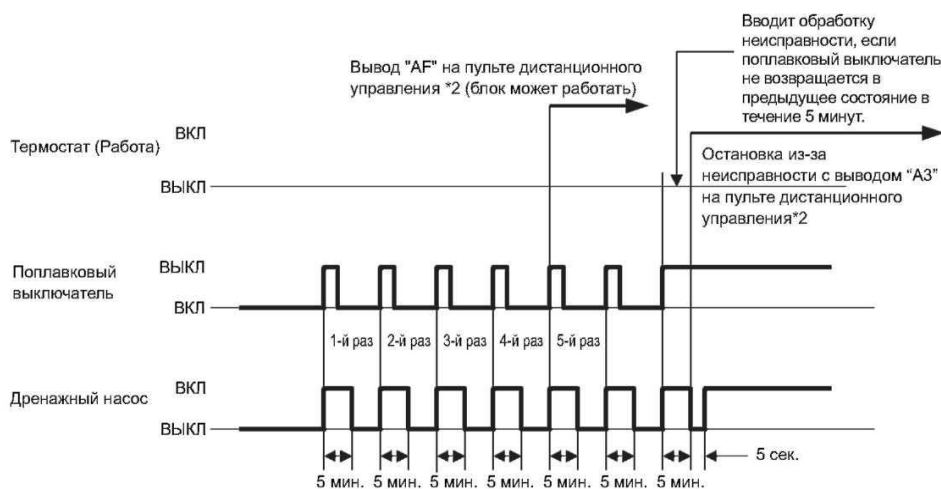 Вводит обработку
неисправности, если
поплавковый выключатель
не возвращается в
предыдущее состояние в
течение 5 минут.
Вывод "AF" на пульте дистанционного
управления *2 (блок может работать)
Термостат (Работа)
ВКЛ
ВЫКЛ
Остановка из-за
неисправности с выводом “A3”
на пульте дистанционного
управления*2
Поплавковый
выключатель
ВЫКЛ
ВКЛ
1-й раз
2-й раз
3-й раз
4-й раз
5-й раз
Дренажный насос
ВКЛ
ВЫКЛ
5 сек.
5 мин.
5 мин.
5 мин.
5 мин.
5 мин.
5 мин.
5 мин.